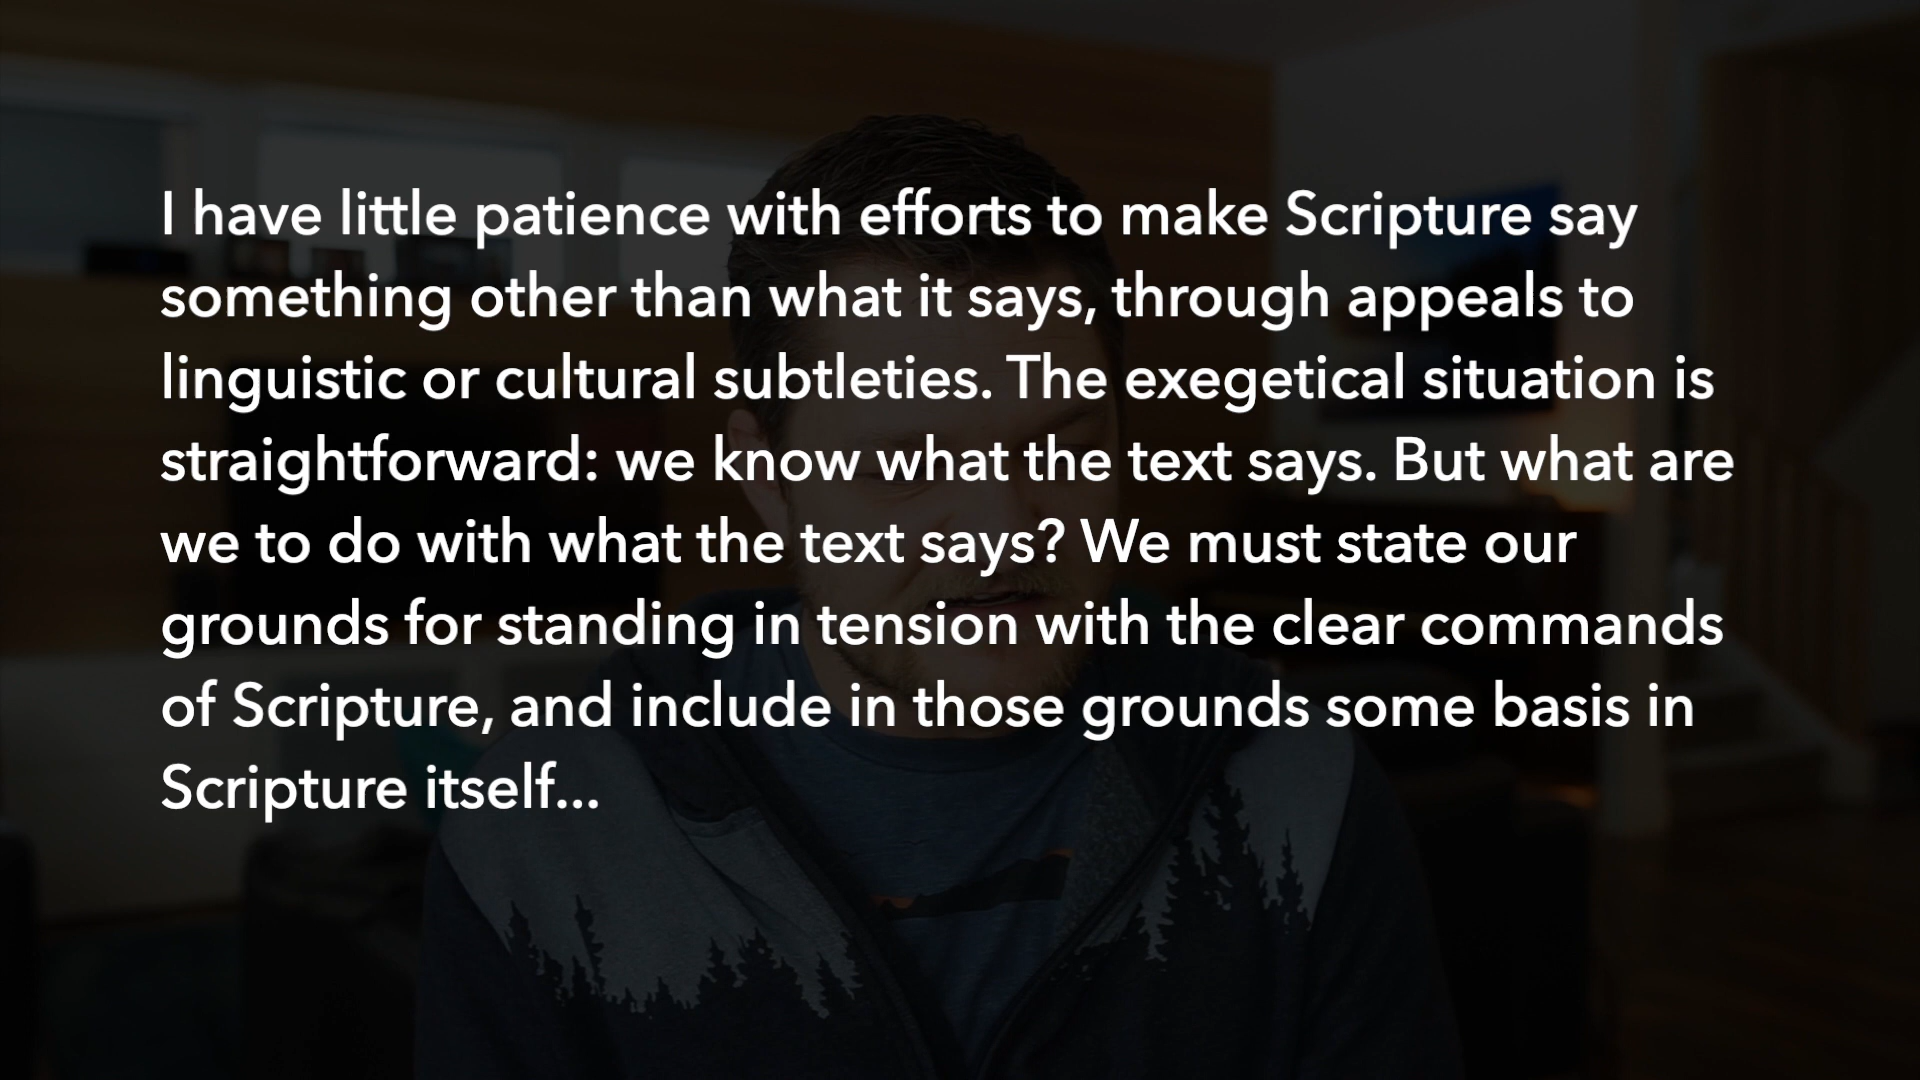 I have little patience with efforts to make Scripture say
something other than what it says, through appeals to
linguistic or cultural subtleties. The exegetical situation is
straightforward: we know what the text says. But what are
we to do with what the text says? We must state our
grounds for standing in tension with the clear commands
of Scripture, and include in those grounds some basis in
Scripture itself...